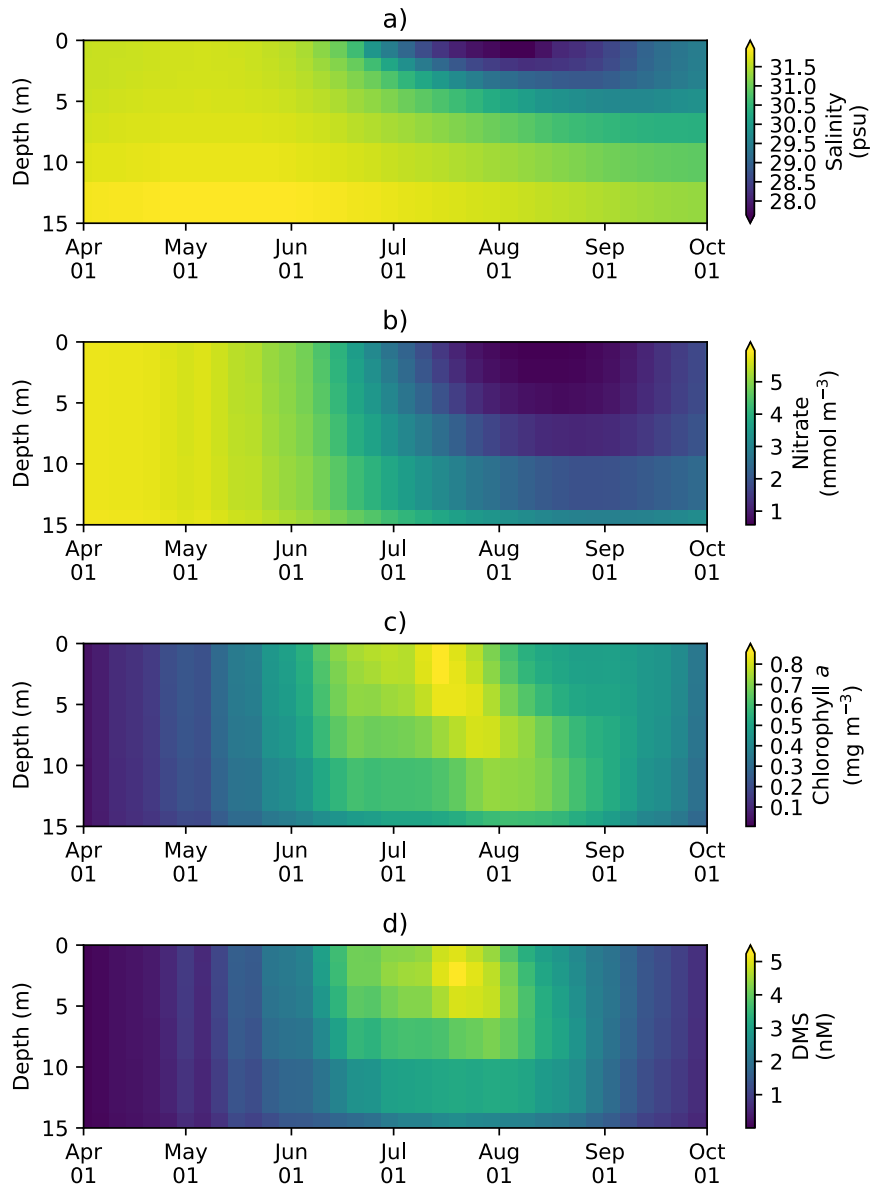 a)
0
5
10
15
Depth (m)
Apr
01
May
01
Jun
01
Jul
01
Aug
01
Sep
01
Oct
01
31.5
31.0
30.5
30.0
29.5
29.0
28.5
28.0
Salinity
(psu)
b)
0
5
10
15
Depth (m)
Apr
01
May
01
Jun
01
Jul
01
Aug
01
Sep
01
Oct
01
5
4
3
2
1
Nitrate
(mmol m⁻³)
c)
0
5
10
15
Depth (m)
Apr
01
May
01
Jun
01
Jul
01
Aug
01
Sep
01
Oct
01
0.8
0.7
0.6
0.5
0.4
0.3
0.2
0.1
Chlorophyll a
(mg m⁻³)
d)
0
5
10
15
Depth (m)
Apr
01
May
01
Jun
01
Jul
01
Aug
01
Sep
01
Oct
01
5
4
3
2
1
DMS
(nM)